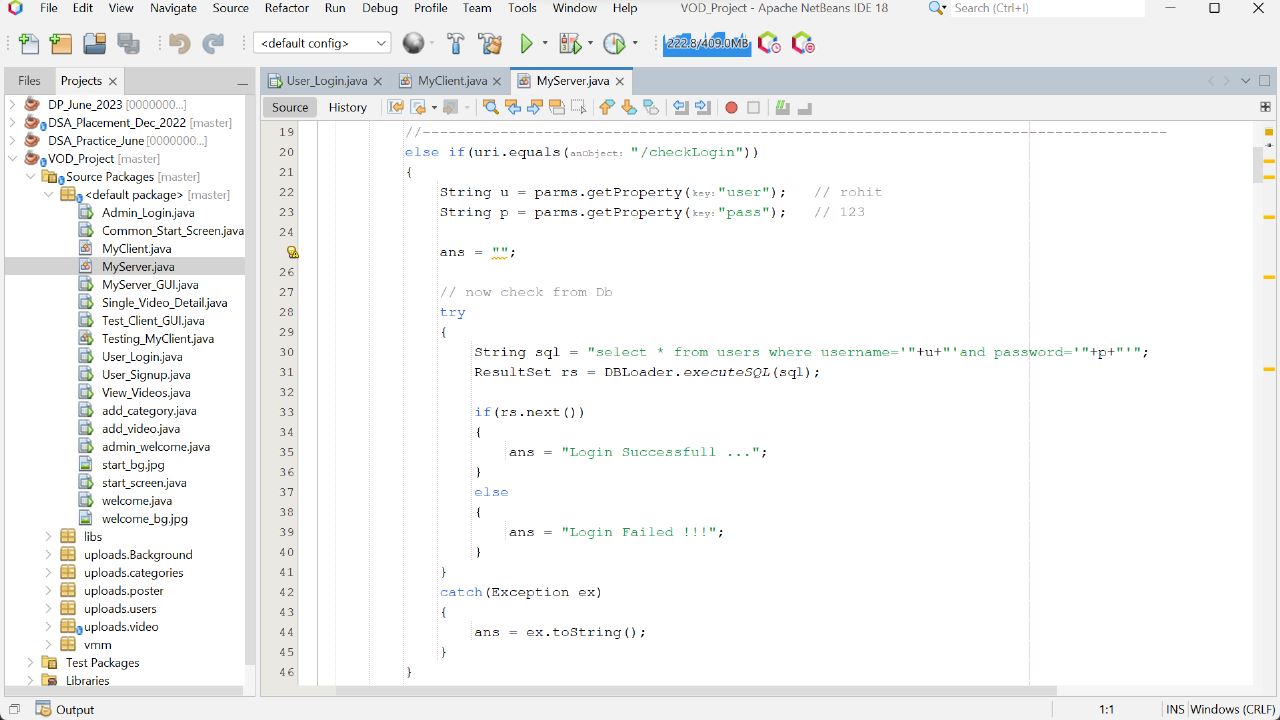 File Edit View Navigate Source Refactor Run Debug Profile Team Tools Window Help VOD_Project - Apache NetBeans IDE 18 Search (Ctrl+I)
<default config> 222.8/409.0MB
Files Projects
DP_June_2023 [0000000...]
DSA_Placement_Dec_2022 [master]
DSA_Practice_June [0000000...]
VOD_Project [master]
Source Packages [master]
<default package> [master]
Admin_Login.java
Common_Start_Screen.java
MyClient.java
MyServer.java
MyServer_GUI.java
Single_Video_Detail.java
Test_Client_GUI.java
Testing_MyClient.java
User_Login.java
User_Signup.java
View_Videos.java
add_category.java
add_video.java
admin_welcome.java
start_bg.jpg
start_screen.java
welcome.java
welcome_bg.jpg
libs
uploads.Background
uploads.categories
uploads.poster
uploads.users
uploads.video
vmm
Test Packages
Libraries
User_Login.java MyClient.java MyServer.java
Source History
19 //--------------------------------------------------------------------------------------
20 else if(uri.equals(anObject: "/checkLogin"))
21 {
22 String u = parms.getProperty(key: "user"); // rohit
23 String p = parms.getProperty(key: "pass"); // 123
24
ans = "";
26
27 // now check from Db
28 try
29 {
30 String sql = "select * from users where username='"+u+"'and password='"+p+"'";
31 ResultSet rs = DBLoader.executeSQL(sql);
32
33 if(rs.next())
34 {
35 ans = "Login Successfull ...";
36 }
37 else
38 {
39 ans = "Login Failed !!!";
40 }
41 }
42 catch(Exception ex)
43 {
44 ans = ex.toString();
45 }
46 }
Output 1:1 INS Windows (CRLF)